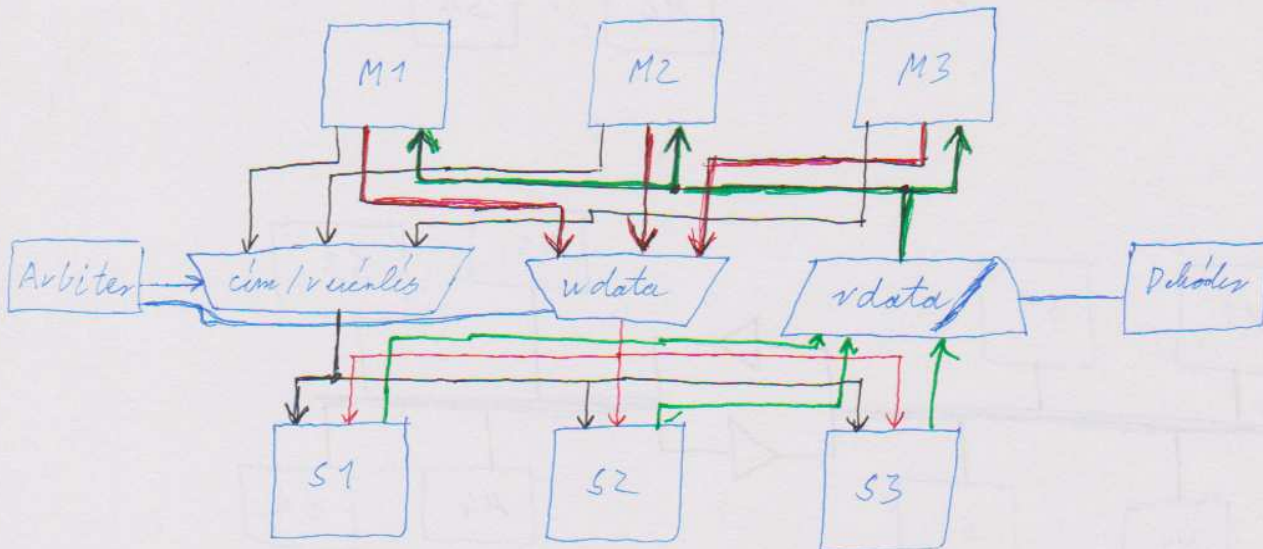 M1
M2
M3
Arbiter
cím/vezérlés
wdata
rdata
Dekóder
S1
S2
S3